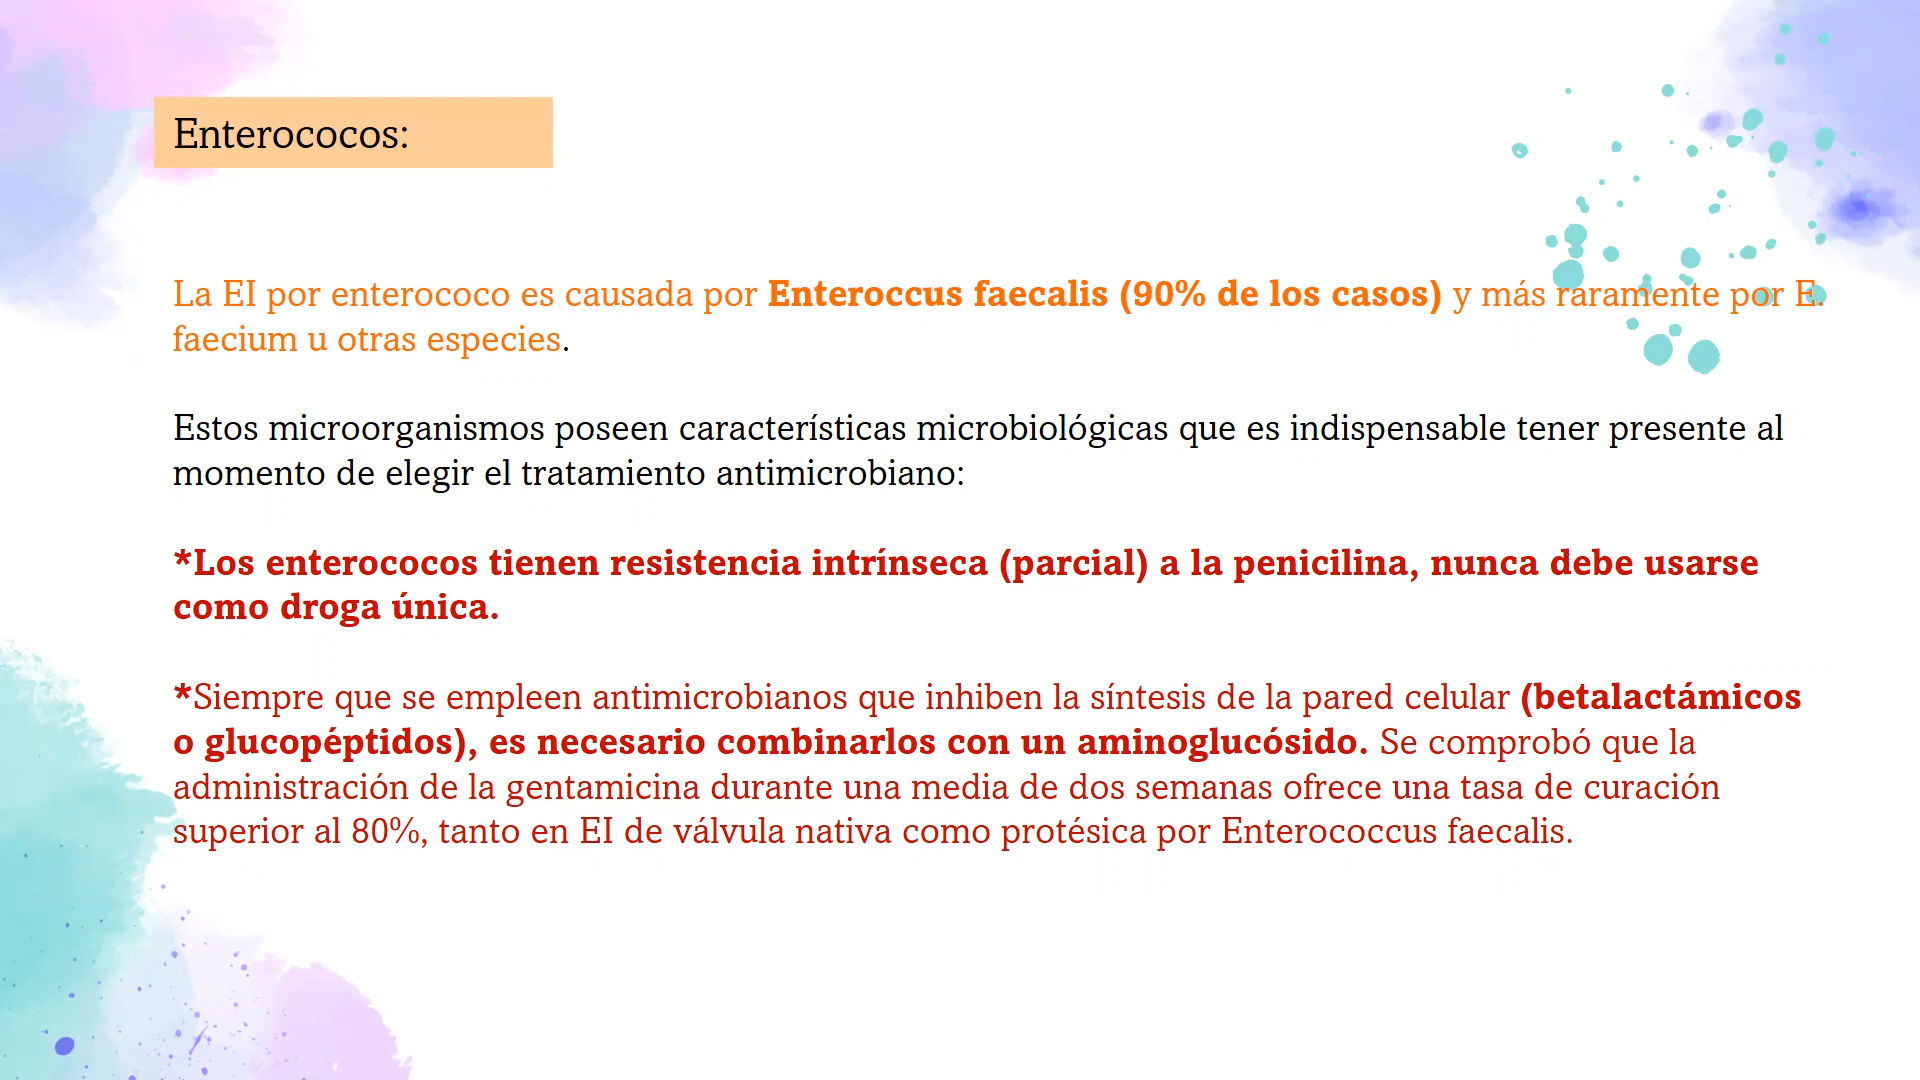 Enterococos:
La EI por enterococo es causada por Enteroccus faecalis (90% de los casos) y más raramente por E.
faecium u otras especies.
Estos microorganismos poseen características microbiológicas que es indispensable tener presente al
momento de elegir el tratamiento antimicrobiano:
*Los enterococos tienen resistencia intrínseca (parcial) a la penicilina, nunca debe usarse
como droga única.
*Siempre que se empleen antimicrobianos que inhiben la síntesis de la pared celular (betalactámicos
o glucopéptidos), es necesario combinarlos con un aminoglucósido. Se comprobó que la
administración de la gentamicina durante una media de dos semanas ofrece una tasa de curación
superior al 80%, tanto en EI de válvula nativa como protésica por Enterococcus faecalis.